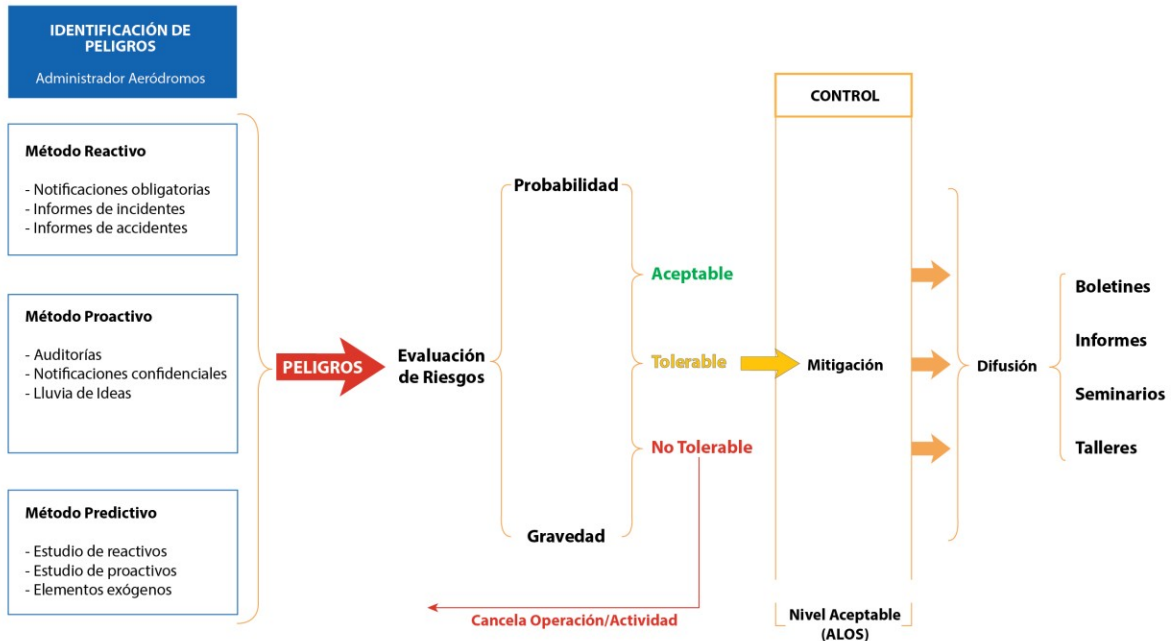 IDENTIFICACIÓN DE
PELIGROS
Administrador Aeródromos
Método Reactivo
- Notificaciones obligatorias
- Informes de incidentes
- Informes de accidentes
Método Proactivo
- Auditorías
- Notificaciones confidenciales
- Lluvia de Ideas
Método Predictivo
- Estudio de reactivos
- Estudio de proactivos
- Elementos exógenos
PELIGROS
Evaluación
de Riesgos
Probabilidad
Gravedad
Aceptable
Tolerable
No Tolerable
Cancela Operación/Actividad
CONTROL
Mitigación
Nivel Aceptable
(ALOS)
Difusión
Boletines
Informes
Seminarios
Talleres